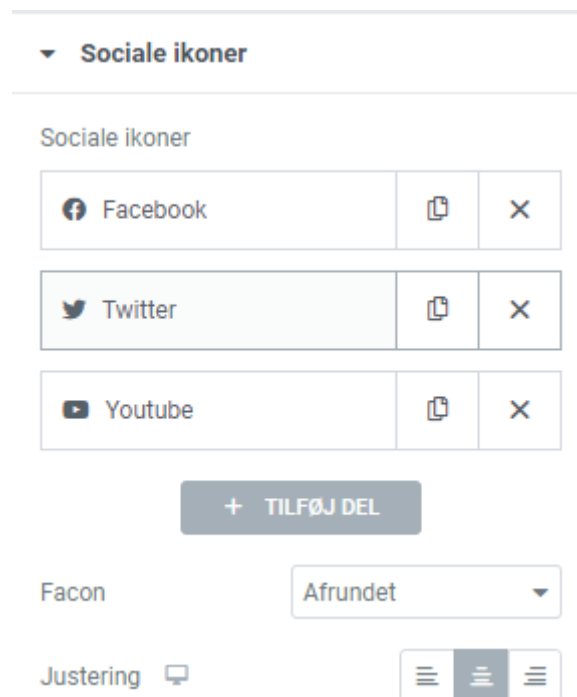 Sociale ikoner
Sociale ikoner
Facebook
Twitter
Youtube
+ TILFØJ DEL
Facon Afrundet
Justering